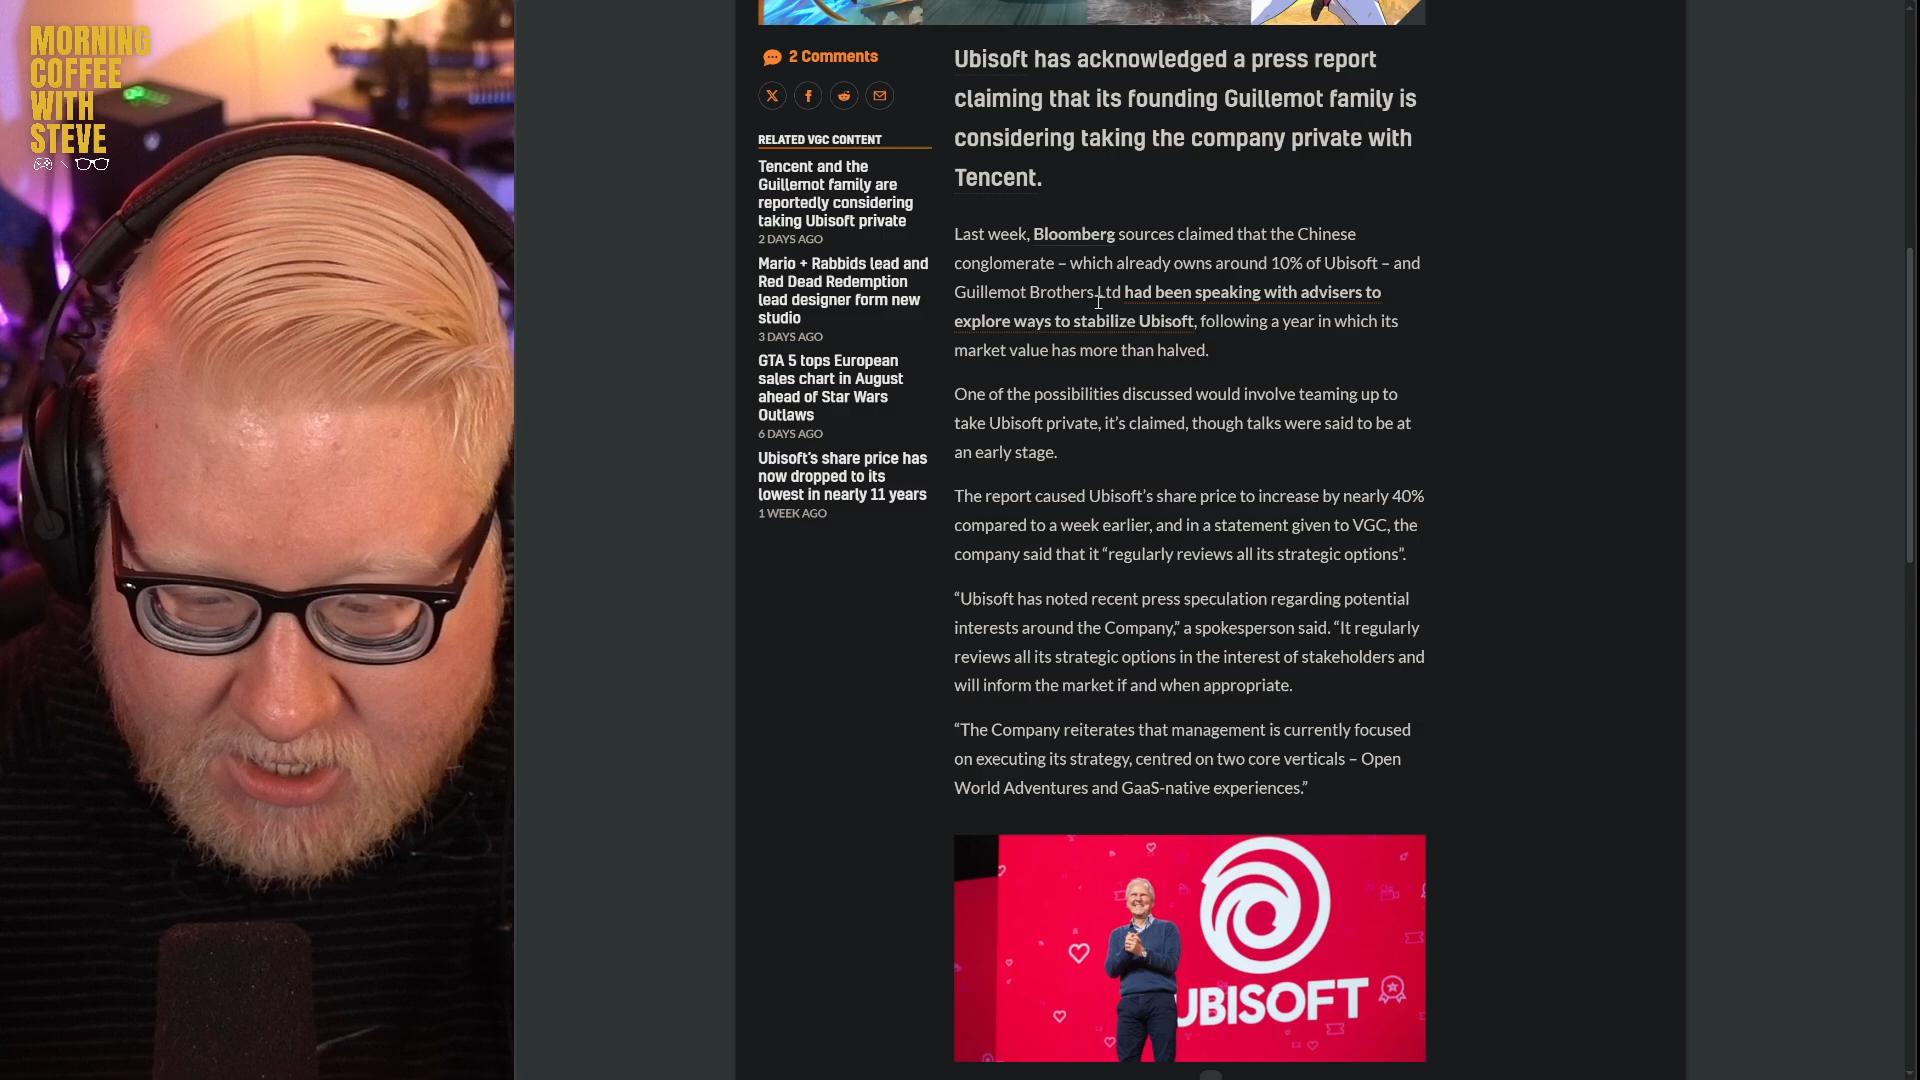 MORNING
COFFEE
WITH
STEVE
2 Comments
RELATED VGC CONTENT
Tencent and the
Guillemot family are
reportedly considering
taking Ubisoft private
2 DAYS AGO
Mario + Rabbids lead and
Red Dead Redemption
lead designer form new
studio
3 DAYS AGO
GTA 5 tops European
sales chart in August
ahead of Star Wars
Outlaws
6 DAYS AGO
Ubisoft’s share price has
now dropped to its
lowest in nearly 11 years
1 WEEK AGO
Ubisoft has acknowledged a press report
claiming that its founding Guillemot family is
considering taking the company private with
Tencent.
Last week, Bloomberg sources claimed that the Chinese
conglomerate – which already owns around 10% of Ubisoft – and
Guillemot Brothers Ltd had been speaking with advisers to
explore ways to stabilize Ubisoft, following a year in which its
market value has more than halved.
One of the possibilities discussed would involve teaming up to
take Ubisoft private, it’s claimed, though talks were said to be at
an early stage.
The report caused Ubisoft’s share price to increase by nearly 40%
compared to a week earlier, and in a statement given to VGC, the
company said that it “regularly reviews all its strategic options”.
“Ubisoft has noted recent press speculation regarding potential
interests around the Company,” a spokesperson said. “It regularly
reviews all its strategic options in the interest of stakeholders and
will inform the market if and when appropriate.
“The Company reiterates that management is currently focused
on executing its strategy, centred on two core verticals – Open
World Adventures and GaaS-native experiences.”
UBISOFT